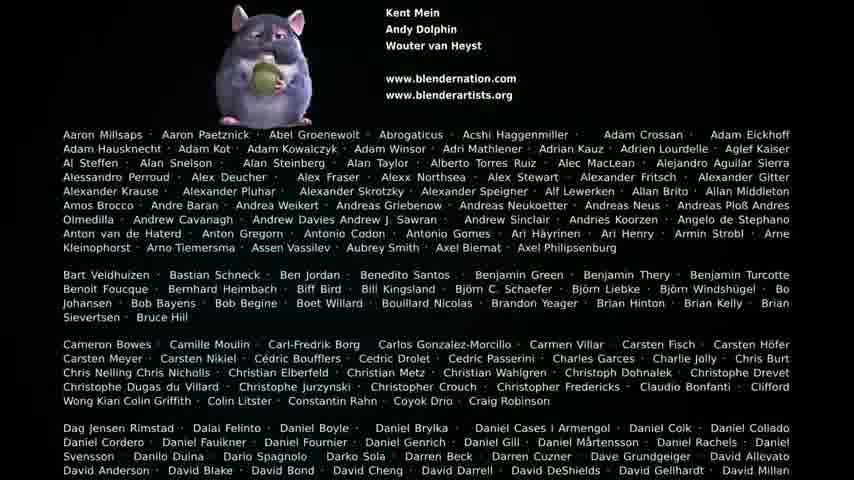 Kent Mein
Andy Dolphin
Wouter van Heyst
www.blendernation.com
www.blenderartists.org
Aaron Millsaps · Aaron Paetznick · Abel Groenewolt · Abrogaticus · Acshi Haggenmiller · Adam Crossan · Adam Eickhoff
Adam Hausknecht · Adam Kot · Adam Kowalczyk · Adam Winsor · Adri Mathlener · Adrian Kauz · Adrien Lourdelle · Aglef Kaiser
Al Steffen · Alan Snelson · Alan Steinberg · Alan Taylor · Alberto Torres Ruiz · Alec MacLean · Alejandro Aguilar Sierra
Alessandro Perroud · Alex Deucher · Alex Fraser · Alexx Northsea · Alex Stewart · Alexander Fritsch · Alexander Gitter
Alexander Krause · Alexander Pluhar · Alexander Skrotzky · Alexander Speigner · Alf Lewerken · Allan Brito · Allan Middleton
Amos Brocco · Andre Baran · Andrea Weikert · Andreas Griebenow · Andreas Neukoetter · Andreas Neus · Andreas Ploß Andres
Olmedilla · Andrew Cavanagh · Andrew Davies Andrew J. Sawran · Andrew Sinclair · Andries Koorzen · Angelo de Stephano
Anton van de Haterd · Anton Gregorn · Antonio Codon · Antonio Gomes · Ari Häyrinen · Ari Henry · Armin Strobl · Arne
Kleinophorst · Arno Tiemersma · Assen Vassilev · Aubrey Smith · Axel Biernat · Axel Philipsenburg
Bart Veldhuizen · Bastian Schneck · Ben Jordan · Benedito Santos · Benjamin Green · Benjamin Thery · Benjamin Turcotte
Benoit Foucque · Bernhard Heimbach · Biff Bird · Bill Kingsland · Björn C. Schaefer · Björn Liebke · Björn Windshügel · Bo
Johansen · Bob Bayens · Bob Begine · Boet Willard · Bouillard Nicolas · Brandon Yeager · Brian Hinton · Brian Kelly · Brian
Sievertsen · Bruce Hill
Cameron Bowes · Camille Moulin · Carl-Fredrik Borg Carlos Gonzalez-Morcillo · Carmen Villar · Carsten Fisch · Carsten Höfer
Carsten Meyer · Carsten Nikiel · Cédric Boufflers · Cedric Drolet · Cedric Passerini · Charles Garces · Charlie Jolly · Chris Burt
Chris Nelling Chris Nicholls · Christian Elberfeld · Christian Metz · Christian Wahlgren · Christoph Dohnalek · Christophe Drevet
Christophe Dugas du Villard · Christophe Jurzynski · Christopher Crouch · Christopher Fredericks · Claudio Bonfanti · Clifford
Wong Kian Colin Griffith · Colin Litster · Constantin Rahn · Coyok Drio · Craig Robinson
Dag Jensen Rimstad · Dalai Felinto · Daniel Boyle · Daniel Brylka · Daniel Cases i Armengol · Daniel Coik · Daniel Collado
Daniel Cordero · Daniel Faulkner · Daniel Fournier · Daniel Genrich · Daniel Gill · Daniel Mårtensson · Daniel Rachels · Daniel
Svensson · Danilo Duina · Dario Spagnolo · Darko Sola · Darren Beck · Darren Cuzner · Dave Grundgeiger · David Allevato
David Anderson · David Blake · David Bond · David Cheng · David Darrell · David DeShields · David Gellhardt · David Millan